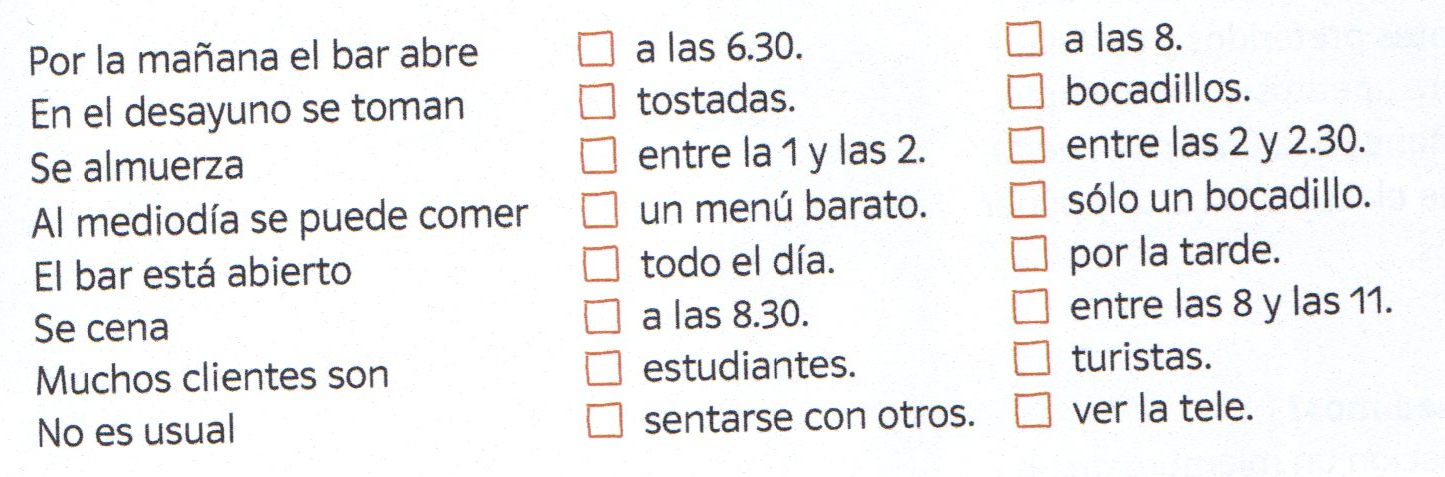 Por la mañana el bar abre a las 6.30. a las 8.
En el desayuno se toman tostadas. bocadillos.
Se almuerza entre la 1 y las 2. entre las 2 y 2.30.
Al mediodía se puede comer un menú barato. sólo un bocadillo.
El bar está abierto todo el día. por la tarde.
Se cena a las 8.30. entre las 8 y las 11.
Muchos clientes son estudiantes. turistas.
No es usual sentarse con otros. ver la tele.